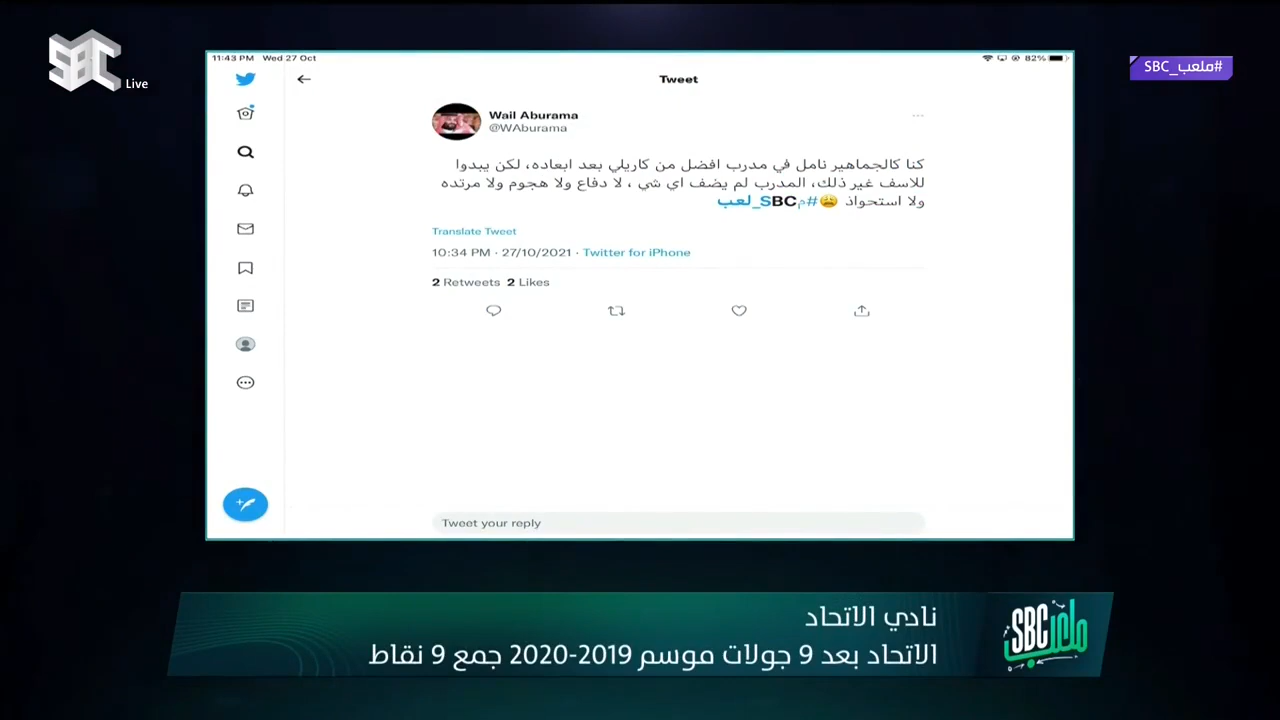 SBC Live
#ملعب_SBC
11:43 PM Wed 27 Oct
82%
Tweet
Wail Aburama
@WAburama
كنا كالجماهير نامل في مدرب افضل من كاريلي بعد ابعاده، لكن يبدوا
للاسف غير ذلك، المدرب لم يضف اي شي ، لا دفاع ولا هجوم ولا مرتده
ولا استحواذ 😩#مSBC_لعب
Translate Tweet
10:34 PM · 27/10/2021 · Twitter for iPhone
2 Retweets 2 Likes
Tweet your reply
نادي الاتحاد
الاتحاد بعد 9 جولات موسم 2019-2020 جمع 9 نقاط
ملعب SBC